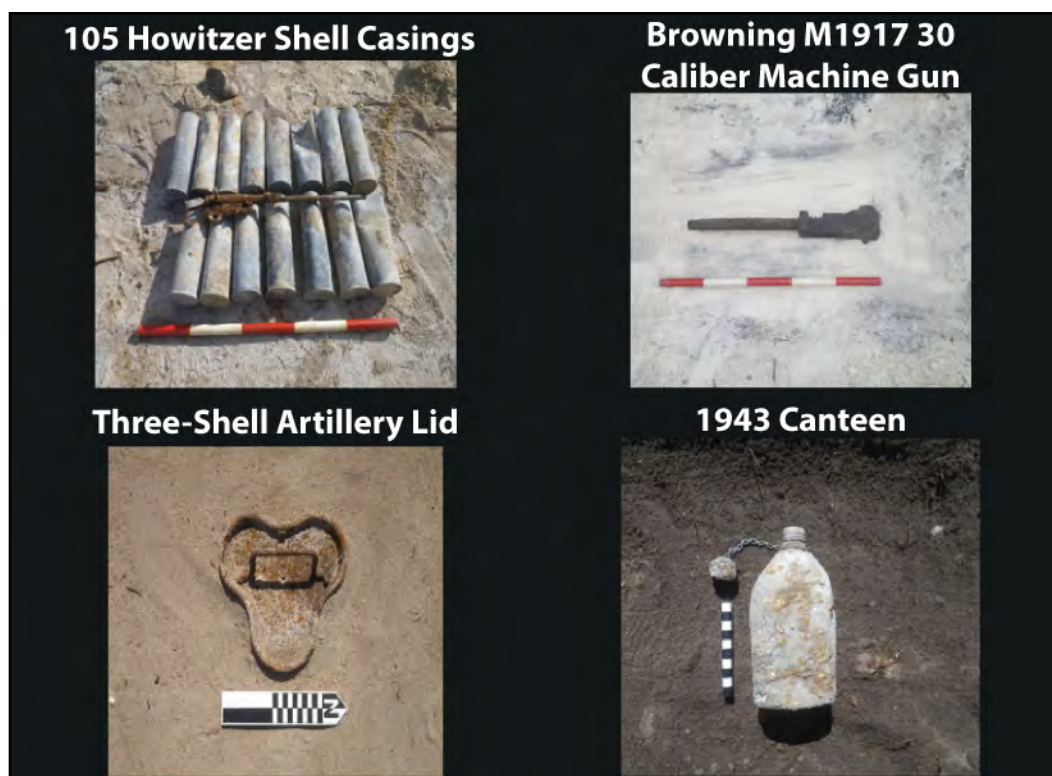 105 Howitzer Shell Casings
Browning M1917 30
Caliber Machine Gun
Three-Shell Artillery Lid
1943 Canteen
N